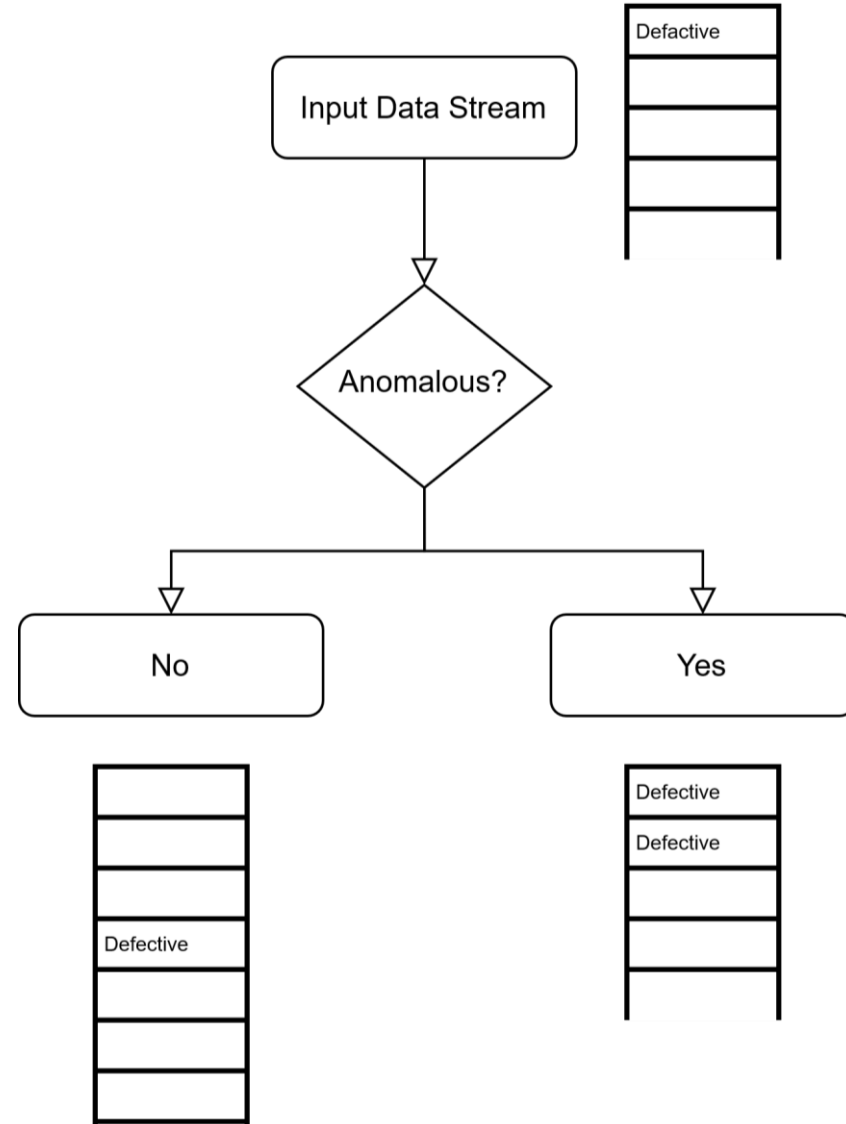 Defactive
Input Data Stream
Anomalous?
No
Yes
Defective
Defective
Defective